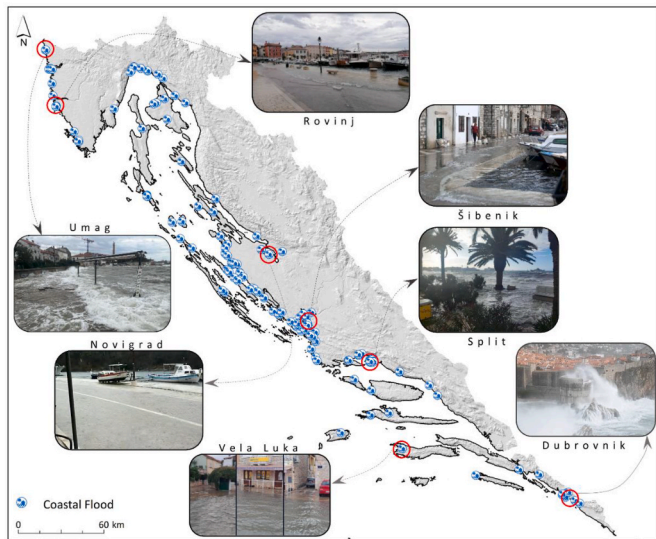 N
Rovinj
Šibenik
Umag
Split
Novigrad
Dubrovnik
Vela Luka
Coastal Flood
0 60 km